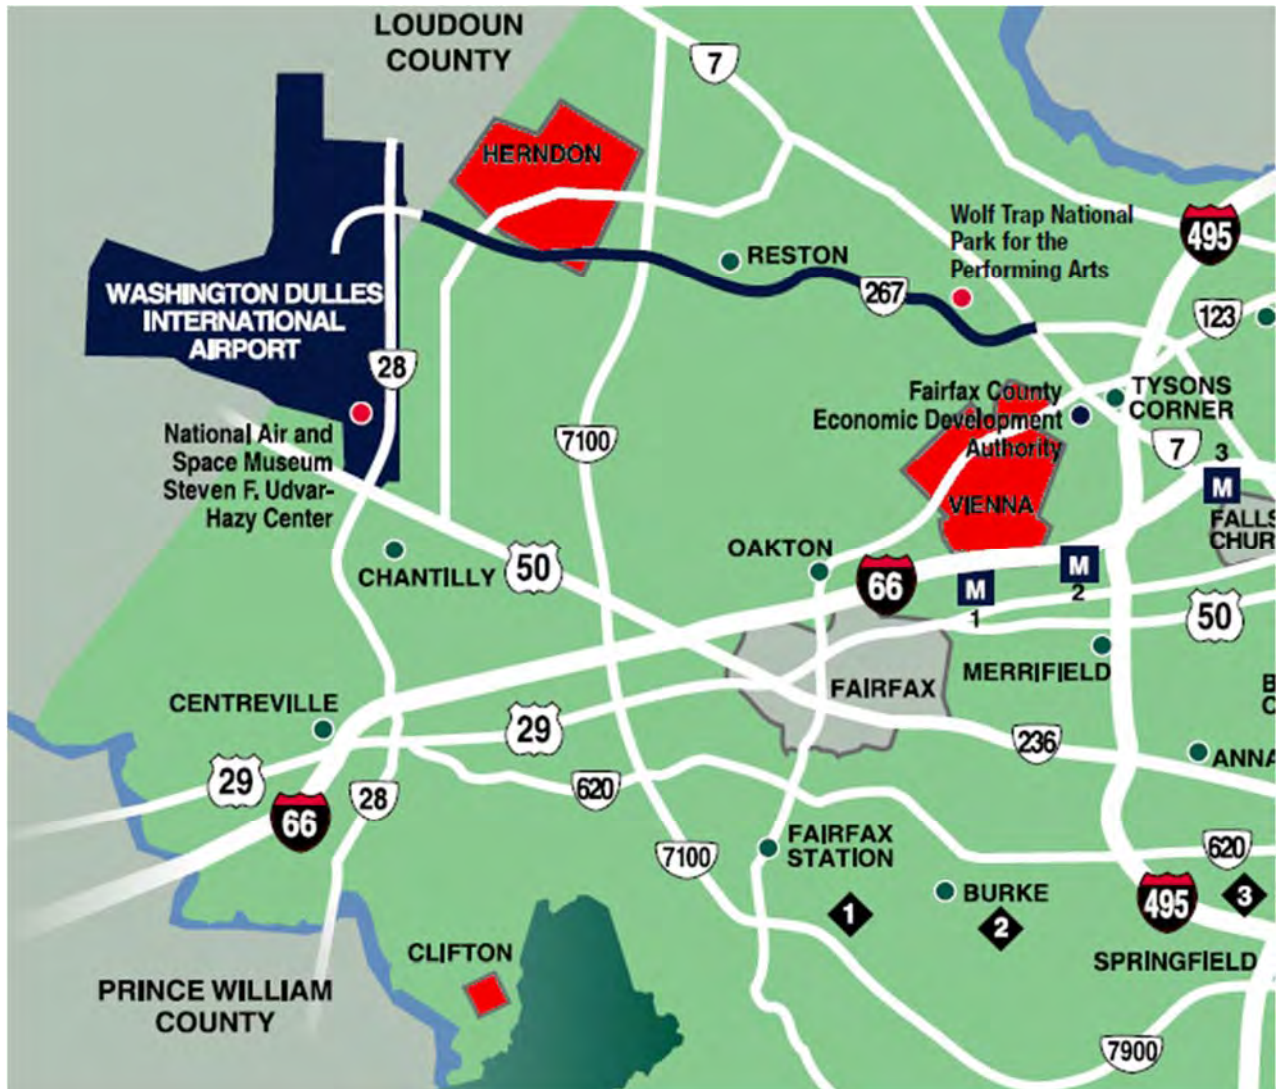 LOUDOUN
COUNTY
7
HERNDON
Wolf Trap National
Park for the
Performing Arts
495
RESTON
267
123
WASHINGTON DULLES
INTERNATIONAL
AIRPORT
28
TYSONS
CORNER
Fairfax County
Economic Development
Authority
National Air and
Space Museum
Steven F. Udvar-
Hazy Center
7100
7
3
M
VIENNA
FALLS
CHUR
OAKTON
CHANTILLY
50
66
M
1
M
2
50
MERRIFIELD
FAIRFAX
CENTREVILLE
B
C
29
236
ANNA
29
620
28
66
FAIRFAX
STATION
7100
620
BURKE
1
2
495
3
CLIFTON
SPRINGFIELD
PRINCE WILLIAM
COUNTY
7900